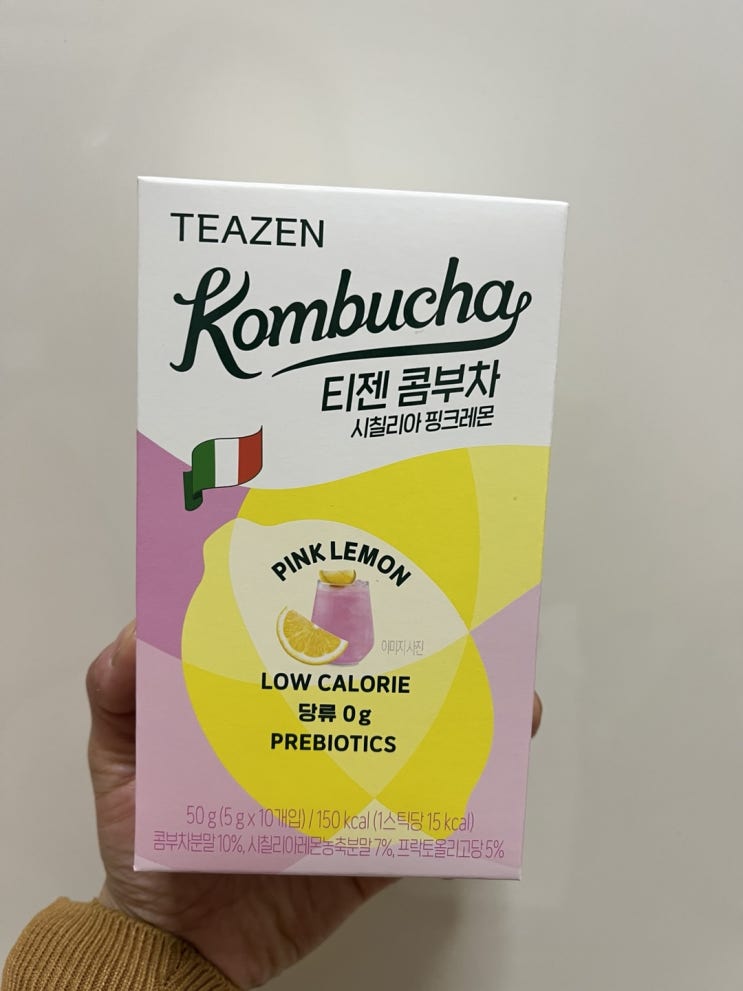 TEAZEN
Kombucha
티젠 콤부차
시칠리아 핑크레몬
PINK LEMON
이미지 사진
LOW CALORIE
당류 0g
PREBIOTICS
50 g (5 g x 10개입) / 150 kcal (1스틱당 15 kcal)
콤부차분말 10%, 시칠리아레몬농축분말 7%, 프락토올리고당 5%